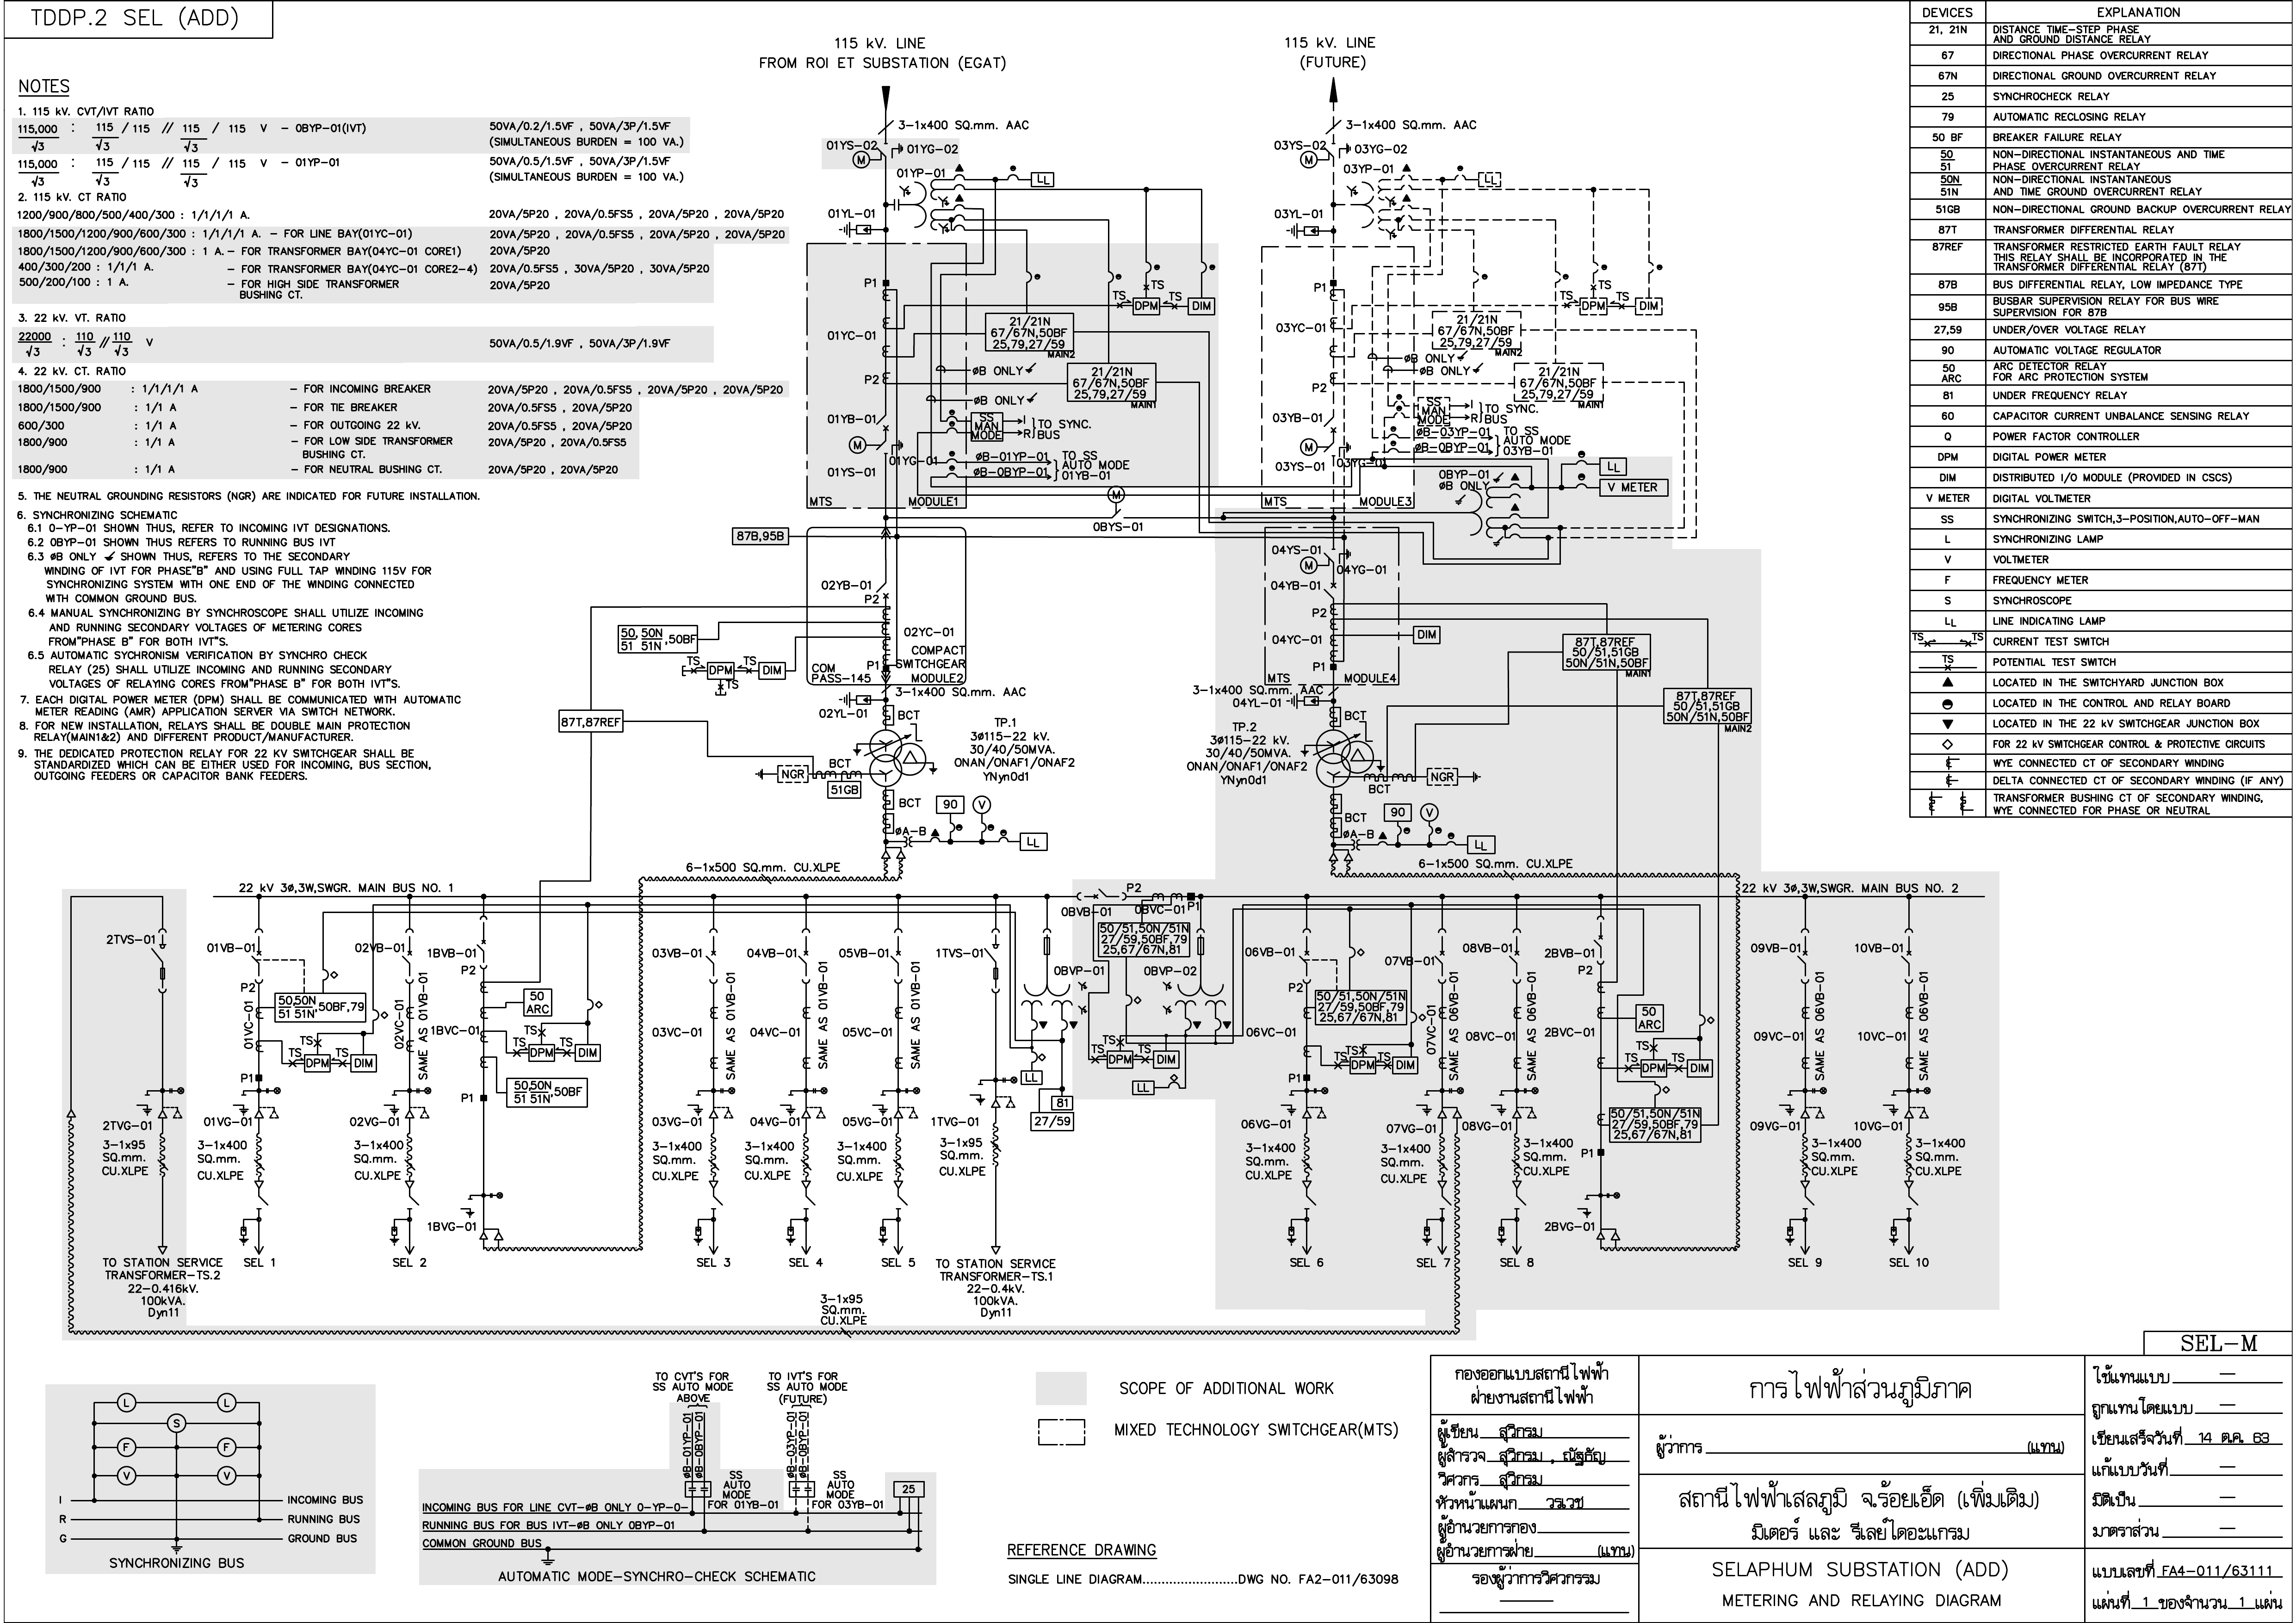 TDDP.2 SEL (ADD)
NOTES
1. 115 kV. CVT/IVT RATIO
115,000/√3 : 115/√3 / 115 // 115/√3 / 115 V – 0BYP–01(IVT) 50VA/0.2/1.5VF , 50VA/3P/1.5VF
(SIMULTANEOUS BURDEN = 100 VA.)
115,000/√3 : 115/√3 / 115 // 115/√3 / 115 V – 01YP–01 50VA/0.5/1.5VF , 50VA/3P/1.5VF
(SIMULTANEOUS BURDEN = 100 VA.)
2. 115 kV. CT RATIO
1200/900/800/500/400/300 : 1/1/1/1 A. 20VA/5P20 , 20VA/0.5FS5 , 20VA/5P20 , 20VA/5P20
1800/1500/1200/900/600/300 : 1/1/1/1 A. – FOR LINE BAY(01YC–01) 20VA/5P20 , 20VA/0.5FS5 , 20VA/5P20 , 20VA/5P20
1800/1500/1200/900/600/300 : 1 A.– FOR TRANSFORMER BAY(04YC–01 CORE1) 20VA/5P20
400/300/200 : 1/1/1 A. – FOR TRANSFORMER BAY(04YC–01 CORE2–4) 20VA/0.5FS5 , 30VA/5P20 , 30VA/5P20
500/200/100 : 1 A. – FOR HIGH SIDE TRANSFORMER 20VA/5P20
BUSHING CT.
3. 22 kV. VT. RATIO
22000/√3 : 110/√3 // 110/√3 V 50VA/0.5/1.9VF , 50VA/3P/1.9VF
4. 22 kV. CT. RATIO
1800/1500/900 : 1/1/1/1 A – FOR INCOMING BREAKER 20VA/5P20 , 20VA/0.5FS5 , 20VA/5P20 , 20VA/5P20
1800/1500/900 : 1/1 A – FOR TIE BREAKER 20VA/0.5FS5 , 20VA/5P20
600/300 : 1/1 A – FOR OUTGOING 22 kV. 20VA/0.5FS5 , 20VA/5P20
1800/900 : 1/1 A – FOR LOW SIDE TRANSFORMER 20VA/5P20 , 20VA/0.5FS5
BUSHING CT.
1800/900 : 1/1 A – FOR NEUTRAL BUSHING CT. 20VA/5P20 , 20VA/5P20
5. THE NEUTRAL GROUNDING RESISTORS (NGR) ARE INDICATED FOR FUTURE INSTALLATION.
6. SYNCHRONIZING SCHEMATIC
6.1 0–YP–01 SHOWN THUS, REFER TO INCOMING IVT DESIGNATIONS.
6.2 0BYP–01 SHOWN THUS REFERS TO RUNNING BUS IVT
6.3 øB ONLY SHOWN THUS, REFERS TO THE SECONDARY
WINDING OF IVT FOR PHASE"B" AND USING FULL TAP WINDING 115V FOR
SYNCHRONIZING SYSTEM WITH ONE END OF THE WINDING CONNECTED
WITH COMMON GROUND BUS.
6.4 MANUAL SYNCHRONIZING BY SYNCHROSCOPE SHALL UTILIZE INCOMING
AND RUNNING SECONDARY VOLTAGES OF METERING CORES
FROM"PHASE B" FOR BOTH IVT"S.
6.5 AUTOMATIC SYCHRONISM VERIFICATION BY SYNCHRO CHECK
RELAY (25) SHALL UTILIZE INCOMING AND RUNNING SECONDARY
VOLTAGES OF RELAYING CORES FROM"PHASE B" FOR BOTH IVT"S.
7. EACH DIGITAL POWER METER (DPM) SHALL BE COMMUNICATED WITH AUTOMATIC
METER READING (AMR) APPLICATION SERVER VIA SWITCH NETWORK.
8. FOR NEW INSTALLATION, RELAYS SHALL BE DOUBLE MAIN PROTECTION
RELAY(MAIN1&2) AND DIFFERENT PRODUCT/MANUFACTURER.
9. THE DEDICATED PROTECTION RELAY FOR 22 KV SWITCHGEAR SHALL BE
STANDARDIZED WHICH CAN BE EITHER USED FOR INCOMING, BUS SECTION,
OUTGOING FEEDERS OR CAPACITOR BANK FEEDERS.
115 kV. LINE
FROM ROI ET SUBSTATION (EGAT)
3–1x400 SQ.mm. AAC
01YS–02
M
01YG–02
01YP–01
LL
01YL–01
P1
TS
TS
DPM
DIM
01YC–01
21/21N
67/67N,50BF
25,79,27/59
MAIN2
P2
øB ONLY
21/21N
67/67N,50BF
25,79,27/59
MAIN1
øB ONLY
01YB–01
SS
MAN
MODE
I
R
TO SYNC.
BUS
M
01YG–01
øB–01YP–01
TO SS
AUTO MODE
01YS–01
øB–0BYP–01
01YB–01
MTS
MODULE1
M
0BYS–01
87B,95B
115 kV. LINE
(FUTURE)
3–1x400 SQ.mm. AAC
03YS–02
M
03YG–02
03YP–01
LL
03YL–01
P1
TS
TS
DPM
DIM
03YC–01
21/21N
67/67N,50BF
25,79,27/59
MAIN2
øB ONLY
øB ONLY
P2
21/21N
67/67N,50BF
25,79,27/59
MAIN1
03YB–01
SS
MAN
MODE
I
R
TO SYNC.
BUS
M
øB–03YP–01
TO SS
AUTO MODE
øB–0BYP–01
03YB–01
03YS–01
03YG–01
MTS
MODULE3
0BYP–01
øB ONLY
LL
V METER
02YB–01
P2
50, 50N
51 51N ,50BF
02YC–01
TS
DPM
TS
DIM
TS
P1
COMPACT
SWITCHGEAR
COM
PASS–145
MODULE2
3–1x400 SQ.mm. AAC
02YL–01
BCT
87T,87REF
TP.1
3ø115–22 kV.
30/40/50MVA.
ONAN/ONAF1/ONAF2
YNyn0d1
NGR
BCT
51GB
BCT
90
V
øA–B
LL
6–1x500 SQ.mm. CU.XLPE
04YS–01
M
04YG–01
04YB–01
P2
04YC–01
DIM
P1
MTS
MODULE4
87T,87REF
50/51,51GB
50N/51N,50BF
MAIN1
87T,87REF
50/51,51GB
50N/51N,50BF
MAIN2
3–1x400 SQ.mm. AAC
04YL–01
BCT
TP.2
3ø115–22 kV.
30/40/50MVA.
ONAN/ONAF1/ONAF2
YNyn0d1
NGR
BCT
BCT
90
V
øA–B
LL
6–1x500 SQ.mm. CU.XLPE
22 kV 3ø,3W,SWGR. MAIN BUS NO. 1
22 kV 3ø,3W,SWGR. MAIN BUS NO. 2
2TVS–01
2TVG–01
3–1x95
SQ.mm.
CU.XLPE
TO STATION SERVICE
TRANSFORMER–TS.2
22–0.416kV.
100kVA.
Dyn11
01VB–01
P2
50,50N
51 51N ,50BF,79
01VC–01
TS
TS
DPM
TS
DIM
P1
01VG–01
3–1x400
SQ.mm.
CU.XLPE
SEL 1
02VB–01
02VC–01
SAME AS 01VB–01
02VG–01
3–1x400
SQ.mm.
CU.XLPE
SEL 2
1BVB–01
P2
50
ARC
1BVC–01
TS
TS
DPM
TS
DIM
50,50N
51 51N ,50BF
P1
1BVG–01
03VB–01
03VC–01
SAME AS 01VB–01
03VG–01
3–1x400
SQ.mm.
CU.XLPE
SEL 3
04VB–01
04VC–01
SAME AS 01VB–01
04VG–01
3–1x400
SQ.mm.
CU.XLPE
SEL 4
05VB–01
05VC–01
SAME AS 01VB–01
05VG–01
3–1x400
SQ.mm.
CU.XLPE
SEL 5
1TVS–01
1TVG–01
3–1x95
SQ.mm.
CU.XLPE
TO STATION SERVICE
TRANSFORMER–TS.1
22–0.4kV.
100kVA.
Dyn11
0BVP–01
LL
81
27/59
0BVB–01
P2
0BVC–01
P1
50/51,50N/51N
27/59,50BF,79
25,67/67N,81
0BVP–02
TS
TS
DPM
TS
DIM
LL
06VB–01
P2
50/51,50N/51N
27/59,50BF,79
25,67/67N,81
06VC–01
TS
TS
DPM
TS
DIM
P1
06VG–01
3–1x400
SQ.mm.
CU.XLPE
SEL 6
07VB–01
07VC–01
SAME AS 06VB–01
07VG–01
3–1x400
SQ.mm.
CU.XLPE
SEL 7
08VB–01
08VC–01
SAME AS 06VB–01
08VG–01
3–1x400
SQ.mm.
CU.XLPE
SEL 8
2BVB–01
P2
50
ARC
2BVC–01
TS
TS
DPM
TS
DIM
50/51,50N/51N
27/59,50BF,79
25,67/67N,81
P1
2BVG–01
09VB–01
09VC–01
SAME AS 06VB–01
09VG–01
3–1x400
SQ.mm.
CU.XLPE
SEL 9
10VB–01
10VC–01
SAME AS 06VB–01
10VG–01
3–1x400
SQ.mm.
CU.XLPE
SEL 10
3–1x95
SQ.mm.
CU.XLPE
DEVICES EXPLANATION
21, 21N DISTANCE TIME–STEP PHASE
AND GROUND DISTANCE RELAY
67 DIRECTIONAL PHASE OVERCURRENT RELAY
67N DIRECTIONAL GROUND OVERCURRENT RELAY
25 SYNCHROCHECK RELAY
79 AUTOMATIC RECLOSING RELAY
50 BF BREAKER FAILURE RELAY
50 NON–DIRECTIONAL INSTANTANEOUS AND TIME
51 PHASE OVERCURRENT RELAY
50N NON–DIRECTIONAL INSTANTANEOUS
51N AND TIME GROUND OVERCURRENT RELAY
51GB NON–DIRECTIONAL GROUND BACKUP OVERCURRENT RELAY
87T TRANSFORMER DIFFERENTIAL RELAY
87REF TRANSFORMER RESTRICTED EARTH FAULT RELAY
THIS RELAY SHALL BE INCORPORATED IN THE
TRANSFORMER DIFFERENTIAL RELAY (87T)
87B BUS DIFFERENTIAL RELAY, LOW IMPEDANCE TYPE
95B BUSBAR SUPERVISION RELAY FOR BUS WIRE
SUPERVISION FOR 87B
27,59 UNDER/OVER VOLTAGE RELAY
90 AUTOMATIC VOLTAGE REGULATOR
50 ARC DETECTOR RELAY
ARC FOR ARC PROTECTION SYSTEM
81 UNDER FREQUENCY RELAY
60 CAPACITOR CURRENT UNBALANCE SENSING RELAY
Q POWER FACTOR CONTROLLER
DPM DIGITAL POWER METER
DIM DISTRIBUTED I/O MODULE (PROVIDED IN CSCS)
V METER DIGITAL VOLTMETER
SS SYNCHRONIZING SWITCH,3–POSITION,AUTO–OFF–MAN
L SYNCHRONIZING LAMP
V VOLTMETER
F FREQUENCY METER
S SYNCHROSCOPE
LL LINE INDICATING LAMP
TS TS CURRENT TEST SWITCH
TS POTENTIAL TEST SWITCH
▲ LOCATED IN THE SWITCHYARD JUNCTION BOX
LOCATED IN THE CONTROL AND RELAY BOARD
▼ LOCATED IN THE 22 kV SWITCHGEAR JUNCTION BOX
◇ FOR 22 kV SWITCHGEAR CONTROL & PROTECTIVE CIRCUITS
WYE CONNECTED CT OF SECONDARY WINDING
DELTA CONNECTED CT OF SECONDARY WINDING (IF ANY)
TRANSFORMER BUSHING CT OF SECONDARY WINDING,
WYE CONNECTED FOR PHASE OR NEUTRAL
L L
S
F F
V V
I INCOMING BUS
R RUNNING BUS
G GROUND BUS
SYNCHRONIZING BUS
TO CVT'S FOR
SS AUTO MODE
ABOVE
TO IVT'S FOR
SS AUTO MODE
(FUTURE)
øB–01YP–01
øB–0BYP–01
øB–03YP–01
øB–0BYP–01
SS
AUTO
MODE
FOR 01YB–01
SS
AUTO
MODE
FOR 03YB–01
25
INCOMING BUS FOR LINE CVT–øB ONLY 0–YP–0–
RUNNING BUS FOR BUS IVT–øB ONLY 0BYP–01
COMMON GROUND BUS
AUTOMATIC MODE–SYNCHRO–CHECK SCHEMATIC
SCOPE OF ADDITIONAL WORK
MIXED TECHNOLOGY SWITCHGEAR(MTS)
REFERENCE DRAWING
SINGLE LINE DIAGRAM........................DWG NO. FA2–011/63098
SEL–M
กองออกแบบสถานีไฟฟ้า
ฝ่ายงานสถานีไฟฟ้า
ผู้เขียน สุวิกรม
ผู้สำรวจ สุวิกรม , ณัฐกัญ
วิศวกร สุวิกรม
หัวหน้าแผนก วรเวช
ผู้อำนวยการกอง
ผู้อำนวยการฝ่าย (แทน)
รองผู้ว่าการวิศวกรรม
การไฟฟ้าส่วนภูมิภาค
ผู้ว่าการ (แทน)
สถานีไฟฟ้าเสลภูมิ จ.ร้อยเอ็ด (เพิ่มเติม)
มิเตอร์ และ รีเลย์ไดอะแกรม
SELAPHUM SUBSTATION (ADD)
METERING AND RELAYING DIAGRAM
ใช้แทนแบบ —
ถูกแทนโดยแบบ —
เขียนเสร็จวันที่ 14 ต.ค. 63
แก้แบบวันที่ —
มิติเป็น —
มาตราส่วน —
แบบเลขที่ FA4–011/63111
แผ่นที่ 1 ของจำนวน 1 แผ่น